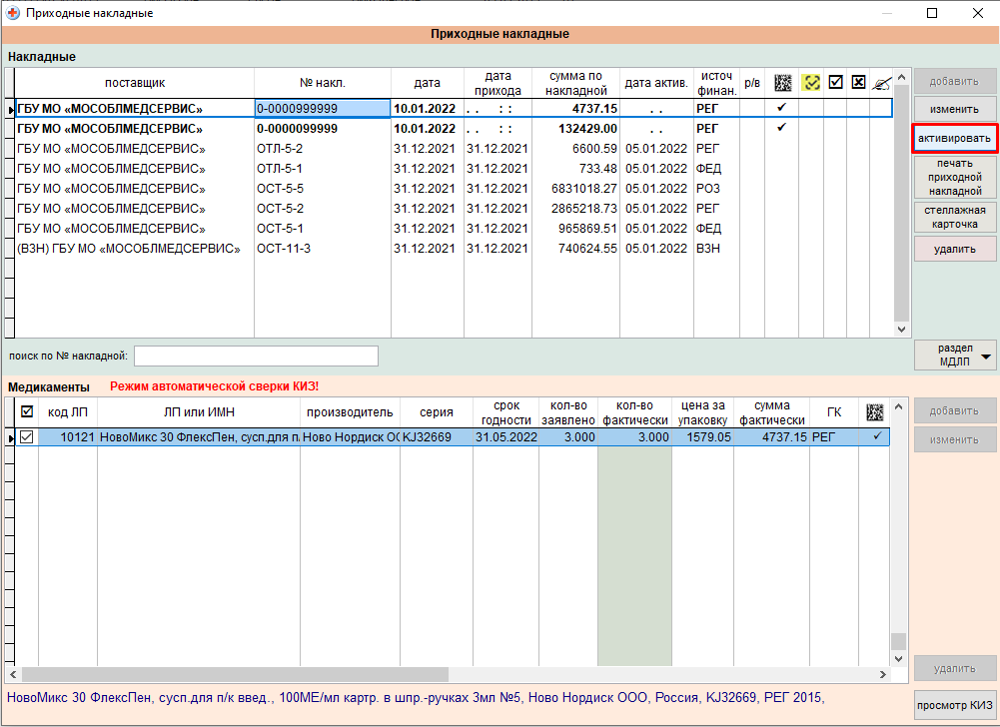 Приходные накладные
Приходные накладные
Накладные
поставщик № накл. дата дата прихода сумма по накладной дата актив. источ финан. р/в
ГБУ МО «МОСОБЛМЕДСЕРВИС» 0-0000999999 10.01.2022 . . : : 4737.15 . . РЕГ ✔
ГБУ МО «МОСОБЛМЕДСЕРВИС» 0-0000999999 10.01.2022 . . : : 132429.00 . . РЕГ ✔
ГБУ МО «МОСОБЛМЕДСЕРВИС» ОТЛ-5-2 31.12.2021 31.12.2021 6600.59 05.01.2022 РЕГ
ГБУ МО «МОСОБЛМЕДСЕРВИС» ОТЛ-5-1 31.12.2021 31.12.2021 733.48 05.01.2022 ФЕД
ГБУ МО «МОСОБЛМЕДСЕРВИС» ОСТ-5-5 31.12.2021 31.12.2021 6831018.27 05.01.2022 РОЗ
ГБУ МО «МОСОБЛМЕДСЕРВИС» ОСТ-5-2 31.12.2021 31.12.2021 2865218.73 05.01.2022 РЕГ
ГБУ МО «МОСОБЛМЕДСЕРВИС» ОСТ-5-1 31.12.2021 31.12.2021 965869.51 05.01.2022 ФЕД
(ВЗН) ГБУ МО «МОСОБЛМЕДСЕРВИС» ОСТ-11-3 31.12.2021 31.12.2021 740624.55 05.01.2022 ВЗН
добавить
изменить
активировать
печать
приходной
накладной
стеллажная
карточка
удалить
поиск по № накладной:
раздел
МДЛП
Медикаменты Режим автоматической сверки КИЗ!
код ЛП ЛП или ИМН производитель серия срок годности кол-во заявлено кол-во фактически цена за упаковку сумма фактически ГК
10121 НовоМикс 30 ФлексПен, сусп.для п Ново Нордиск ОО KJ32669 31.05.2022 3.000 3.000 1579.05 4737.15 РЕГ ✓
добавить
изменить
удалить
просмотр КИЗ
НовоМикс 30 ФлексПен, сусп.для п/к введ., 100МЕ/мл картр. в шпр.-ручках 3мл №5, Ново Нордиск ООО, Россия, KJ32669, РЕГ 2015,